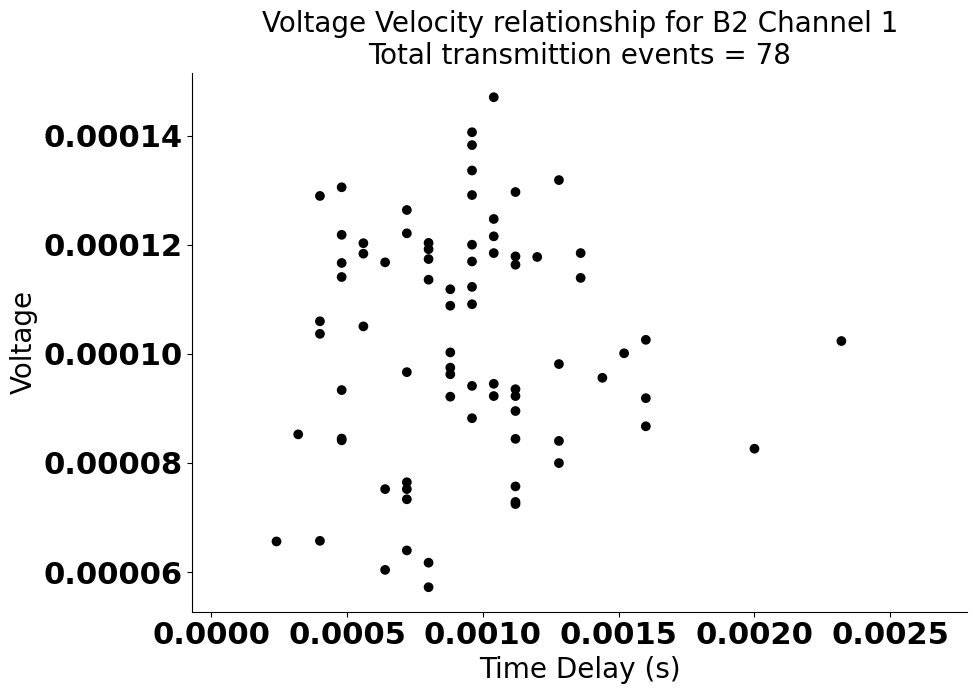 Voltage Velocity relationship for B2 Channel 1
Total transmittion events = 78
Voltage
0.00014
0.00012
0.00010
0.00008
0.00006
0.0000 0.0005 0.0010 0.0015 0.0020 0.0025
Time Delay (s)